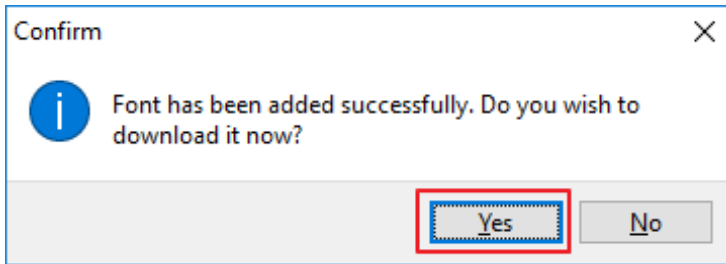 Confirm
Font has been added successfully. Do you wish to
download it now?
Yes No